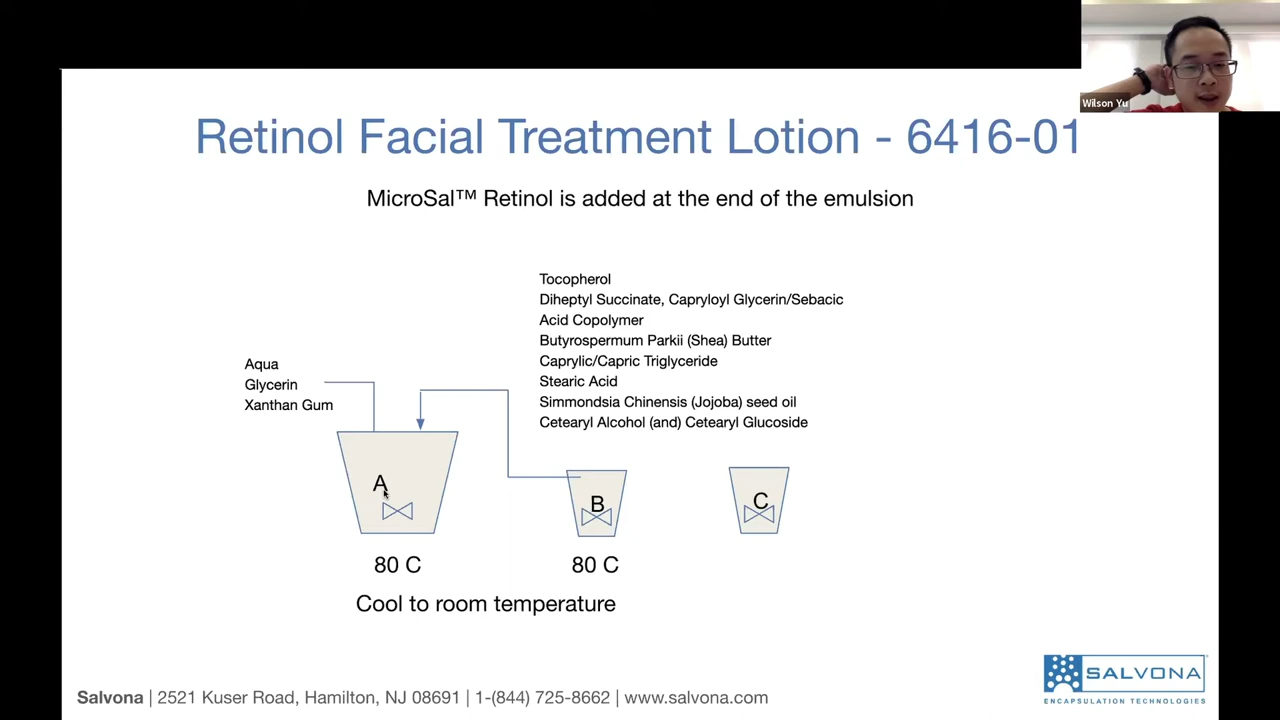 Wilson Yu
Retinol Facial Treatment Lotion - 6416-01
MicroSal™ Retinol is added at the end of the emulsion
Tocopherol
Diheptyl Succinate, Capryloyl Glycerin/Sebacic
Acid Copolymer
Butyrospermum Parkii (Shea) Butter
Caprylic/Capric Triglyceride
Stearic Acid
Simmondsia Chinensis (Jojoba) seed oil
Cetearyl Alcohol (and) Cetearyl Glucoside
Aqua
Glycerin
Xanthan Gum
A
B
C
80 C
80 C
Cool to room temperature
SALVONA
ENCAPSULATION TECHNOLOGIES
Salvona | 2521 Kuser Road, Hamilton, NJ 08691 | 1-(844) 725-8662 | www.salvona.com